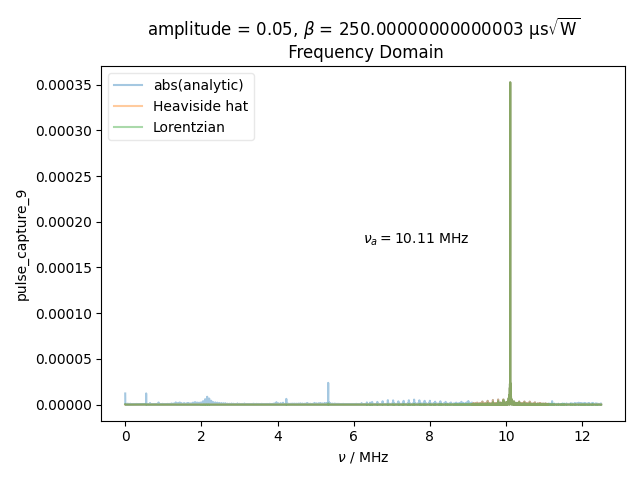 amplitude = 0.05, β = 250.00000000000003 μs√W
Frequency Domain
abs(analytic)
Heaviside hat
Lorentzian
νₐ = 10.11 MHz
pulse_capture_9
0.00035
0.00030
0.00025
0.00020
0.00015
0.00010
0.00005
0.00000
0 2 4 6 8 10 12
ν / MHz